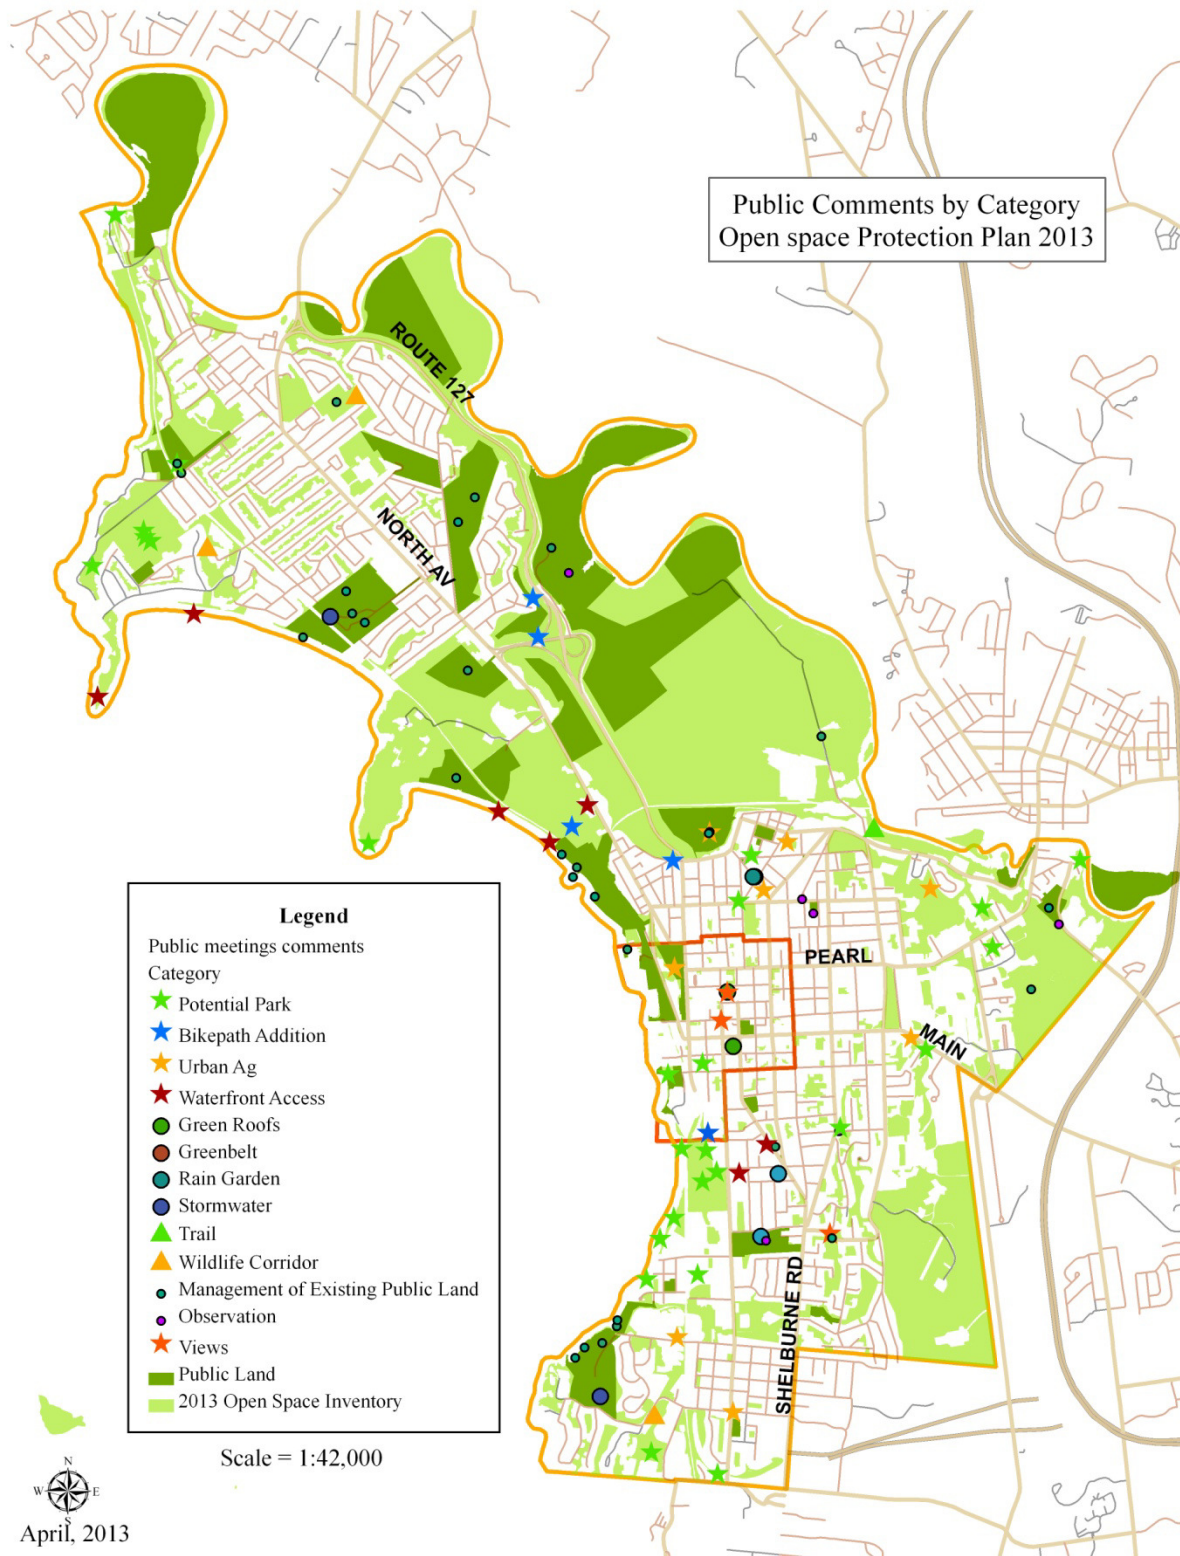 Public Comments by Category
Open space Protection Plan 2013
ROUTE 127
NORTH AV
PEARL
MAIN
SHELBURNE RD
Legend
Public meetings comments
Category
Potential Park
Bikepath Addition
Urban Ag
Waterfront Access
Green Roofs
Greenbelt
Rain Garden
Stormwater
Trail
Wildlife Corridor
Management of Existing Public Land
Observation
Views
Public Land
2013 Open Space Inventory
Scale = 1:42,000
N
W E
S
April, 2013